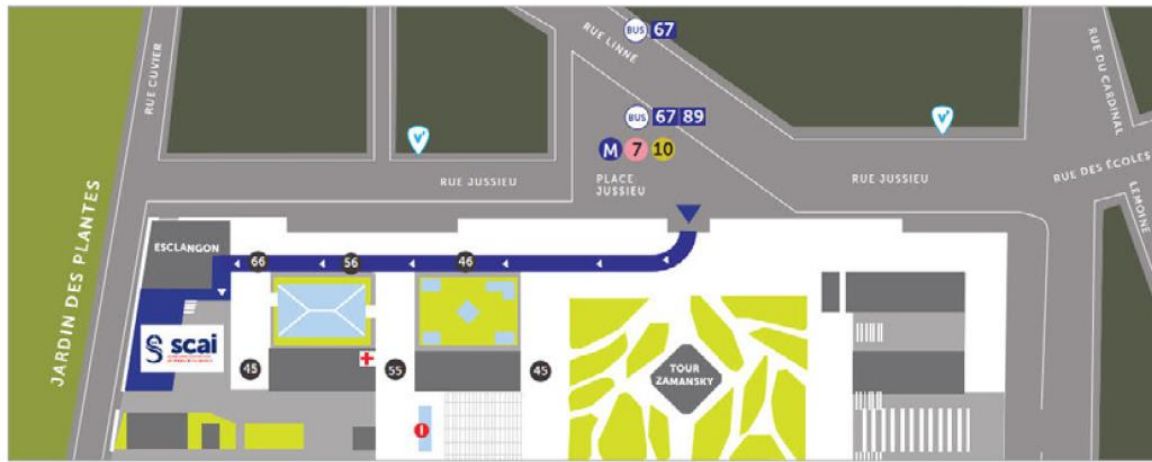 BUS 67
RUE LINNÉ
RUE CUVIER
RUE DU CARDINAL
LEMOINE
BUS 67 89
M 7 10
PLACE
JUSSIEU
RUE JUSSIEU
RUE JUSSIEU
RUE DES ÉCOLES
JARDIN DES PLANTES
ESCLANGON
66
56
46
scai
45
55
45
TOUR
ZAMANSKY